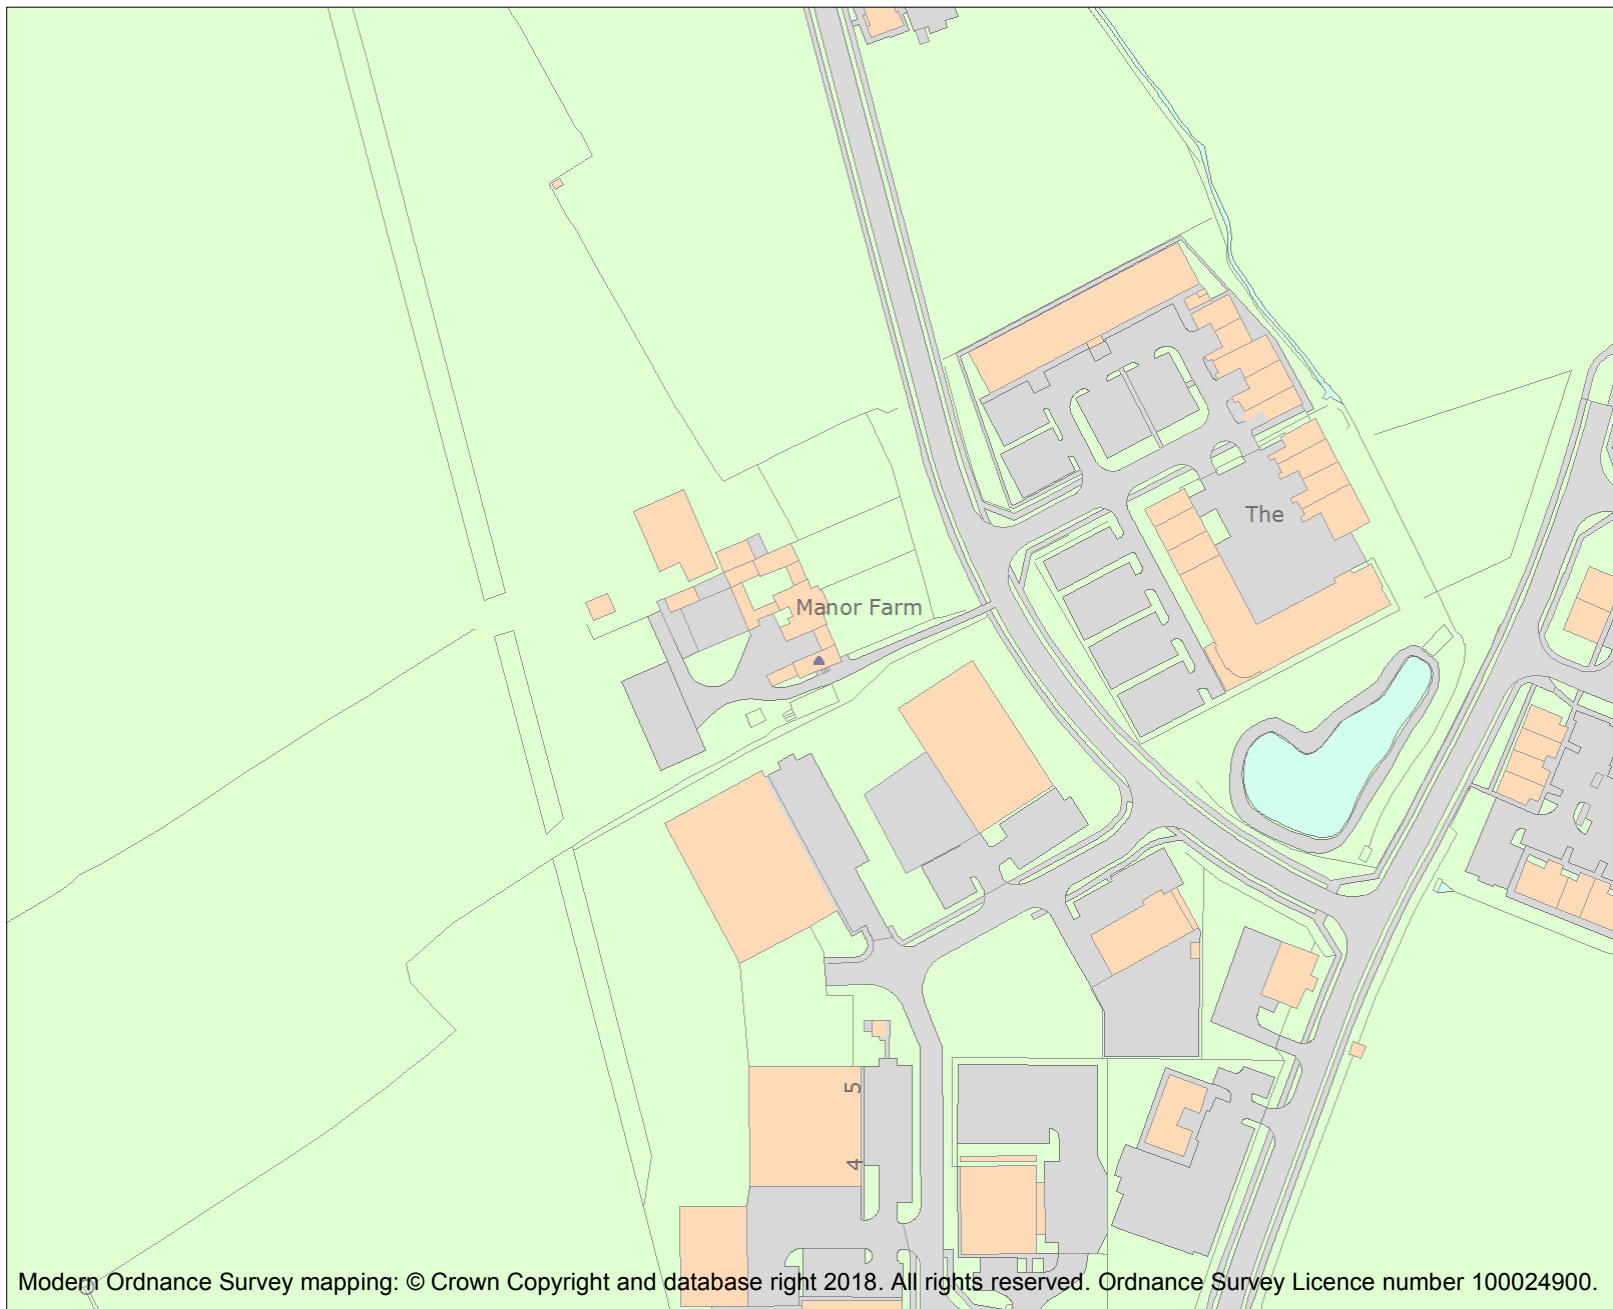 The
Manor Farm
5
4
Modern Ordnance Survey mapping: © Crown Copyright and database right 2018. All rights reserved. Ordnance Survey Licence number 100024900.